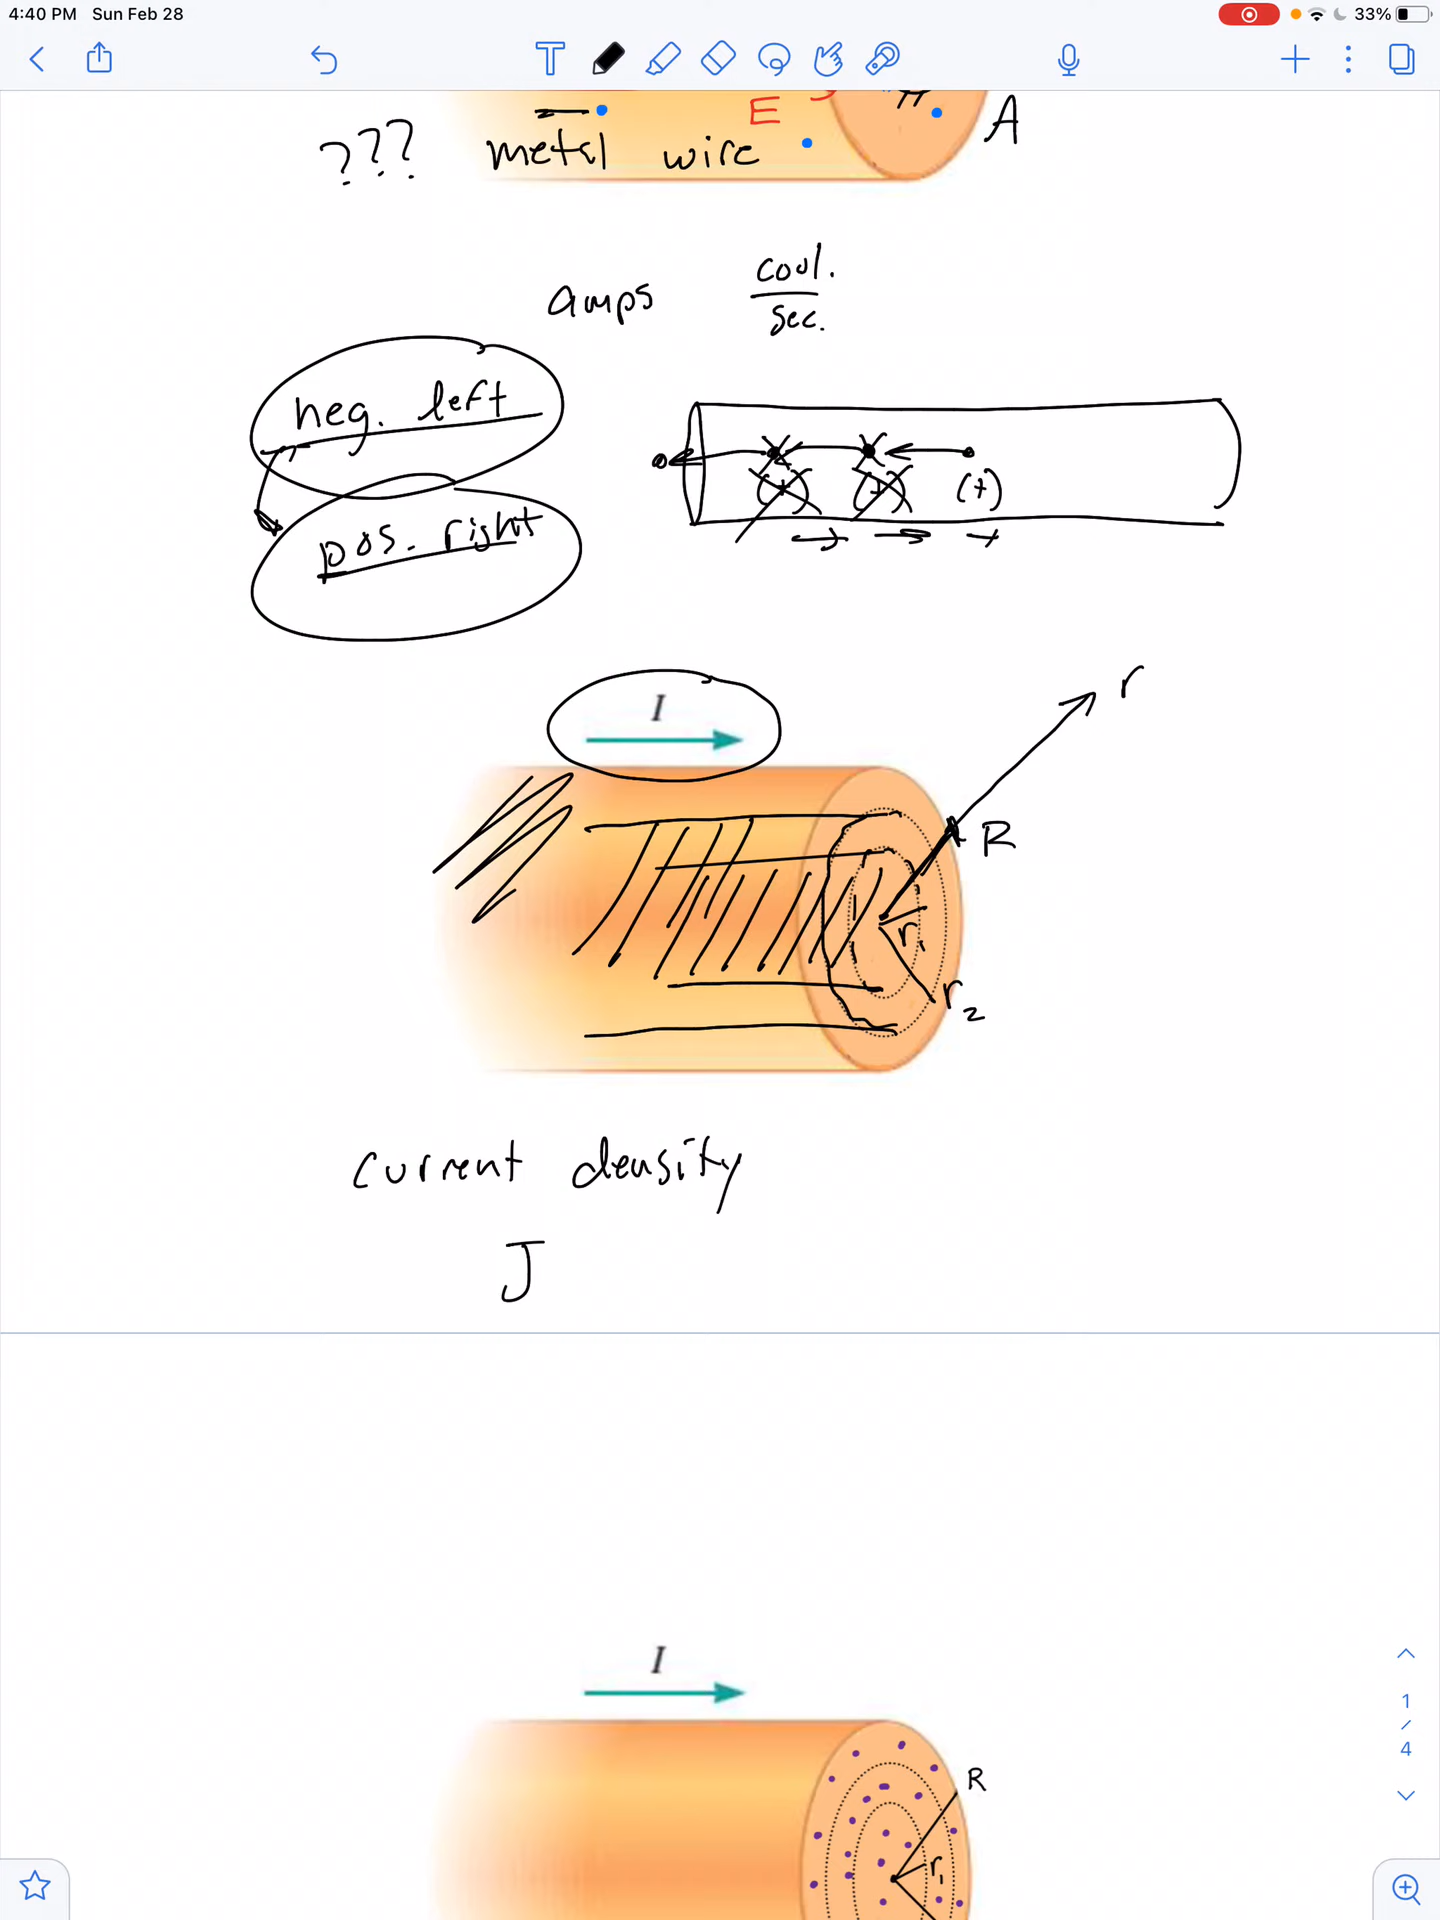 4:40 PM Sun Feb 28
33%
E
A
??? metal wire
amps coul.
sec.
neg. left
(+) (+) (+)
pos. right
I
r
R
r₁
r₂
current density
J
I
1
/
4
R
r₁